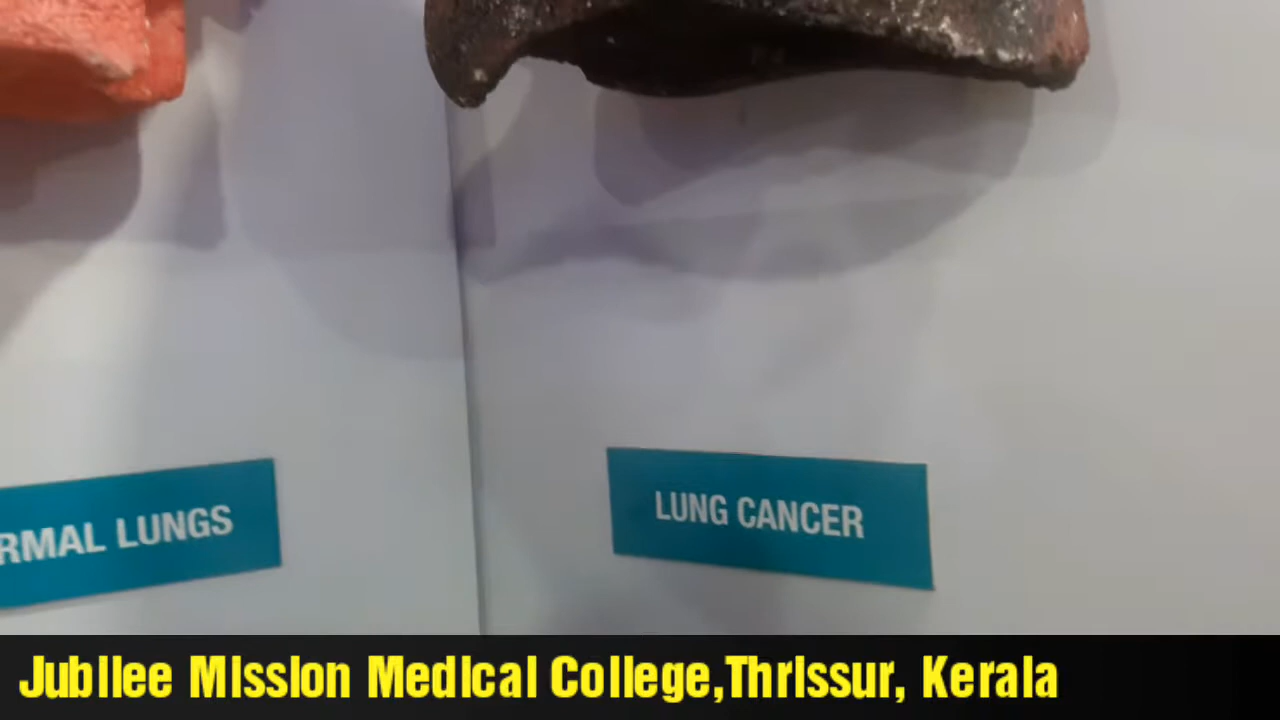 RMAL LUNGS
LUNG CANCER
Jubilee Mission Medical College,Thrissur, Kerala